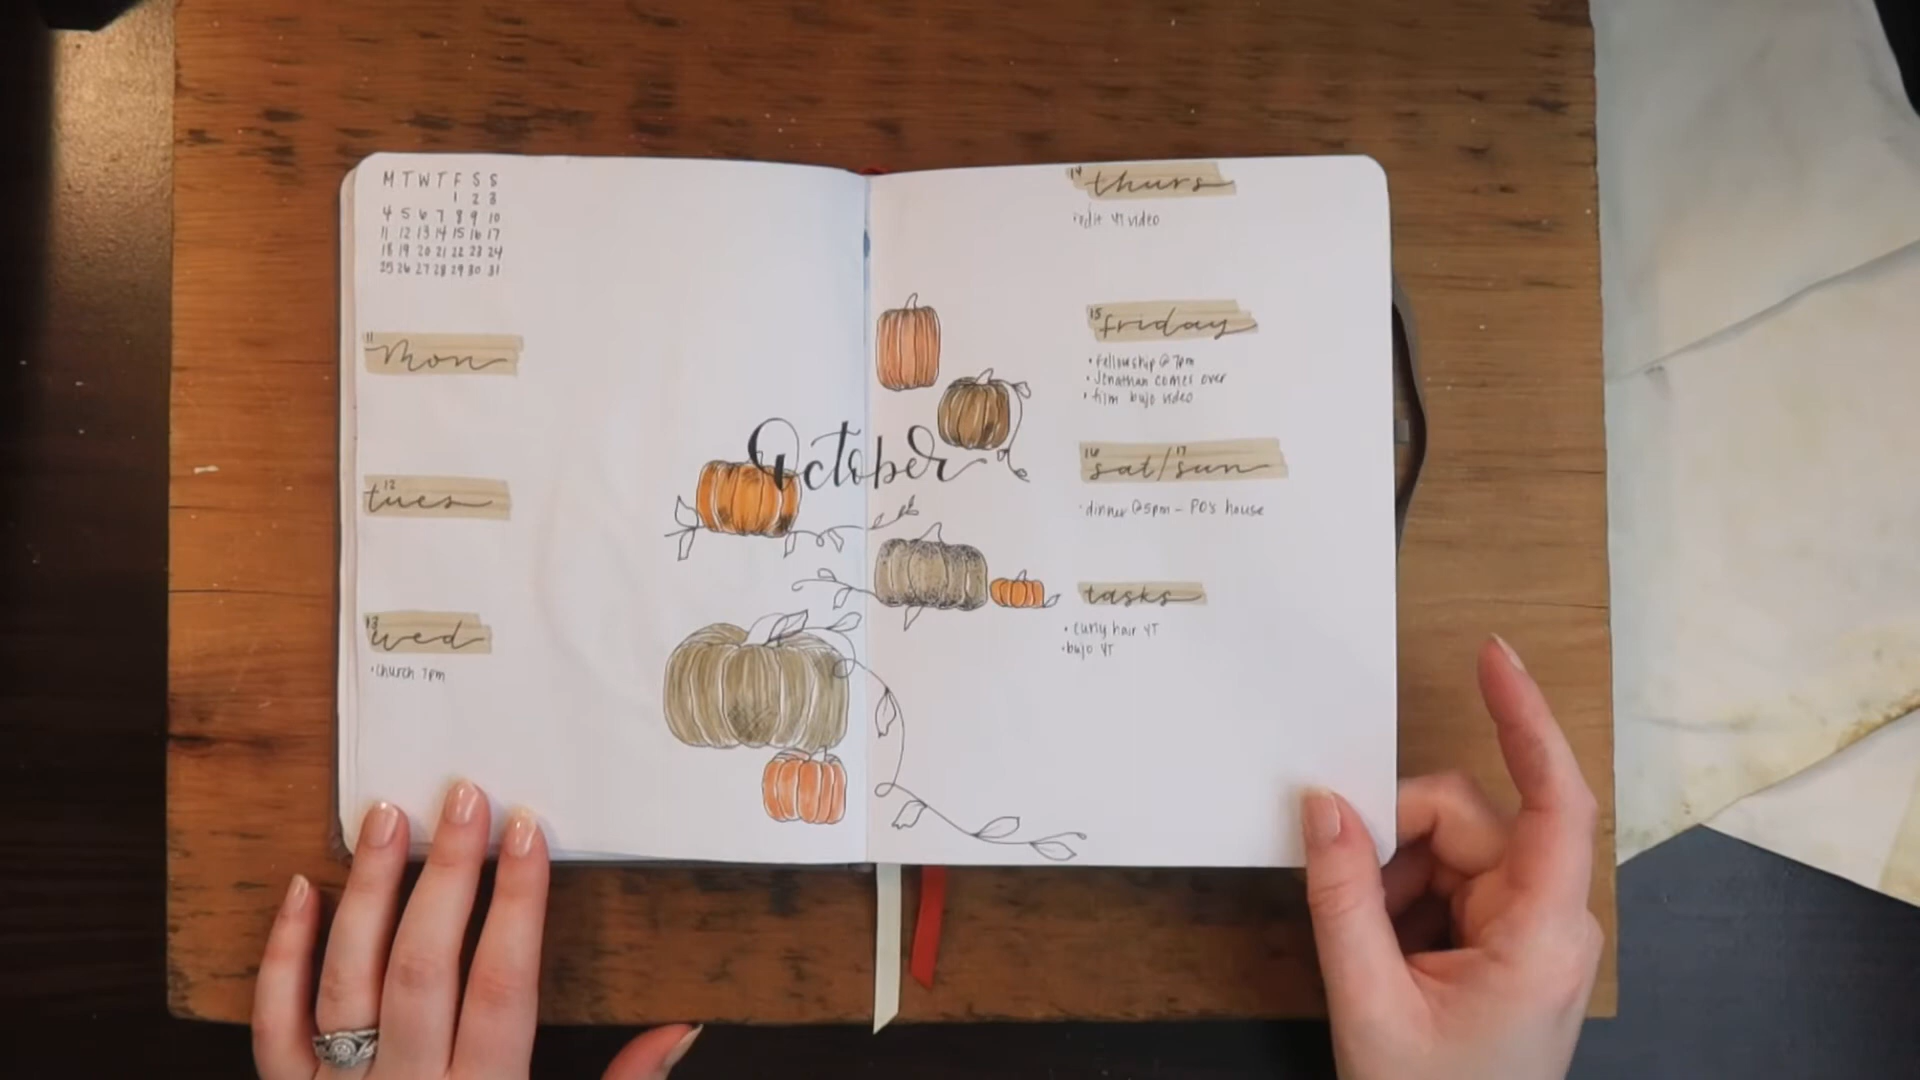 M T W T F S S
1 2 3
4 5 6 7 8 9 10
11 12 13 14 15 16 17
18 19 20 21 22 23 24
25 26 27 28 29 30 31
11
mon
12
tues
13
wed
• church 7pm
October
14
thurs
YT video
15
friday
• Fellowship @ 7pm
• Jonathan comes over
• film bujo video
16 17
sat/sun
• dinner @ 5pm - PO's house
tasks
• curly hair YT
• bujo YT